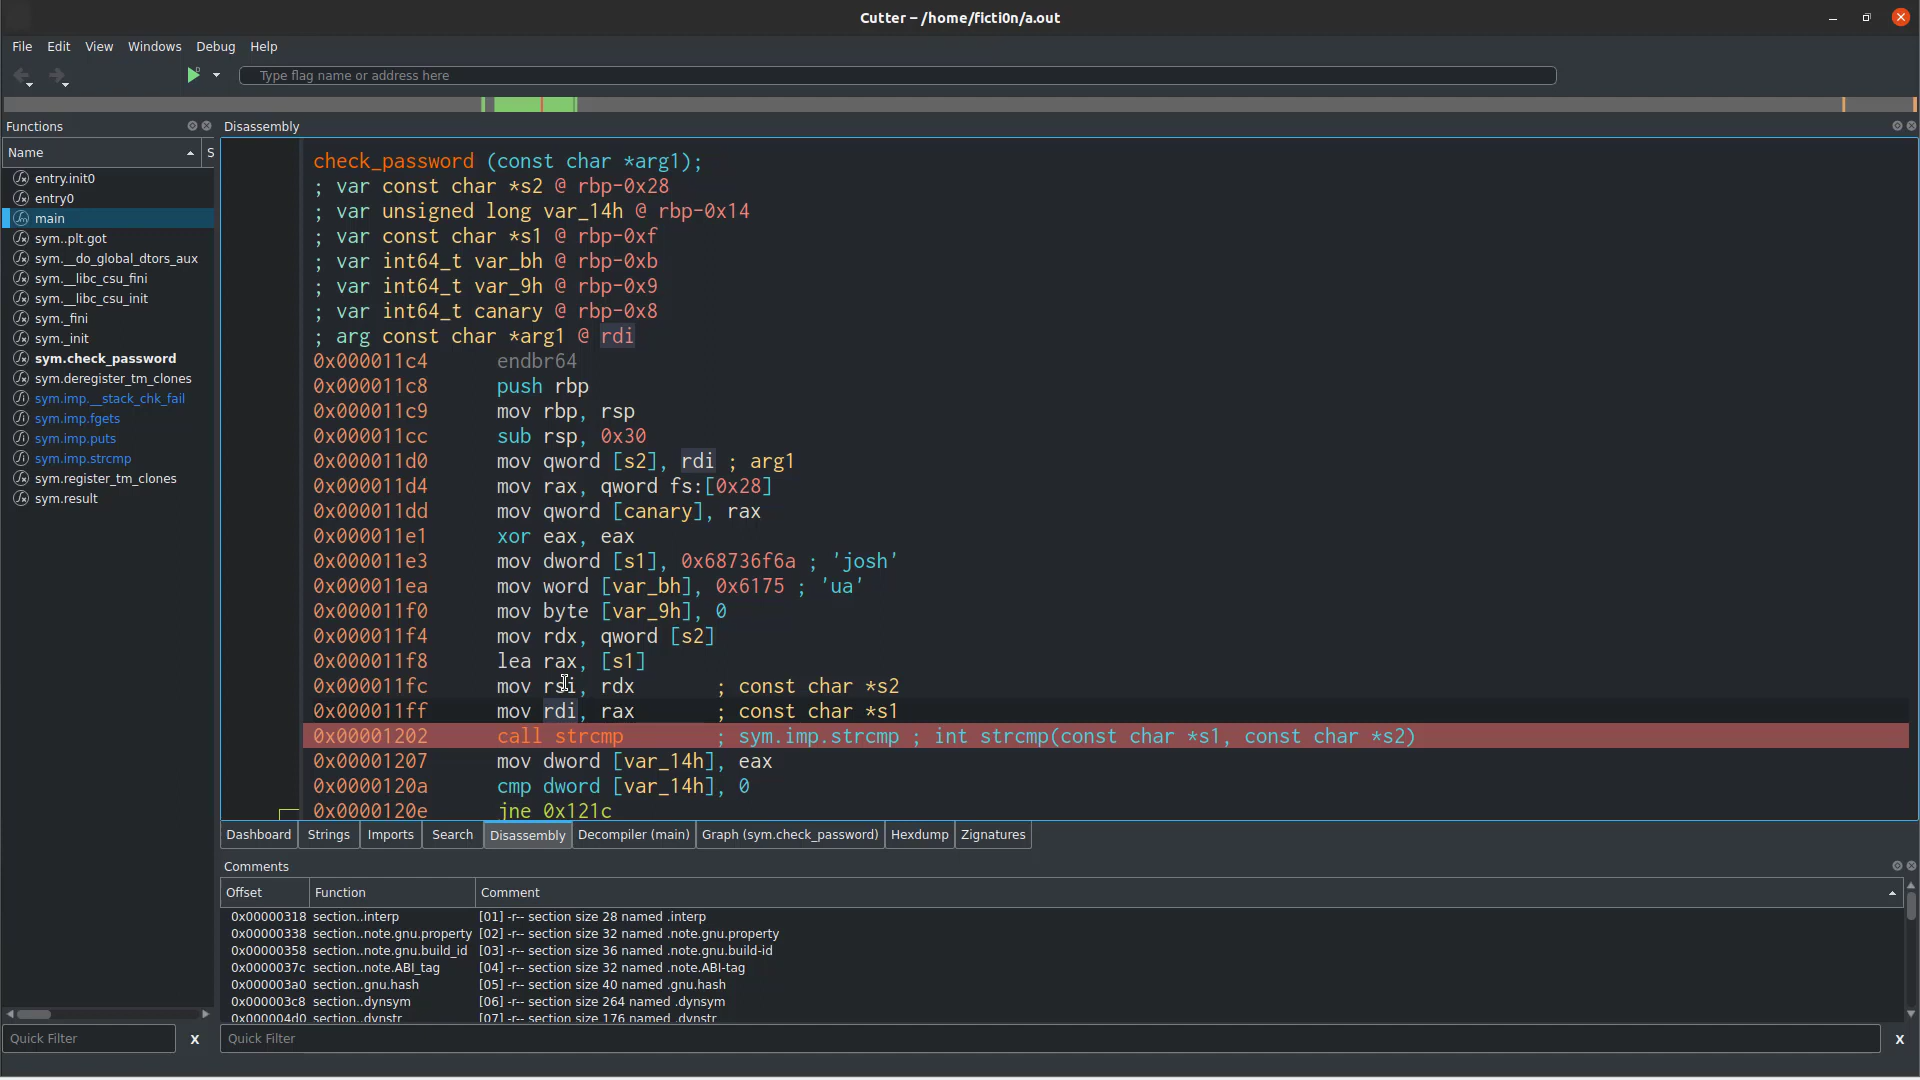 Cutter – /home/ficti0n/a.out
File Edit View Windows Debug Help
Type flag name or address here
Functions
Name S
entry.init0
entry0
main
sym..plt.got
sym.__do_global_dtors_aux
sym.__libc_csu_fini
sym.__libc_csu_init
sym._fini
sym._init
sym.check_password
sym.deregister_tm_clones
sym.imp.__stack_chk_fail
sym.imp.fgets
sym.imp.puts
sym.imp.strcmp
sym.register_tm_clones
sym.result
Quick Filter X
Disassembly
check_password (const char *arg1);
; var const char *s2 @ rbp-0x28
; var unsigned long var_14h @ rbp-0x14
; var const char *s1 @ rbp-0xf
; var int64_t var_bh @ rbp-0xb
; var int64_t var_9h @ rbp-0x9
; var int64_t canary @ rbp-0x8
; arg const char *arg1 @ rdi
0x000011c4 endbr64
0x000011c8 push rbp
0x000011c9 mov rbp, rsp
0x000011cc sub rsp, 0x30
0x000011d0 mov qword [s2], rdi ; arg1
0x000011d4 mov rax, qword fs:[0x28]
0x000011dd mov qword [canary], rax
0x000011e1 xor eax, eax
0x000011e3 mov dword [s1], 0x68736f6a ; 'josh'
0x000011ea mov word [var_bh], 0x6175 ; 'ua'
0x000011f0 mov byte [var_9h], 0
0x000011f4 mov rdx, qword [s2]
0x000011f8 lea rax, [s1]
0x000011fc mov rsi, rdx ; const char *s2
0x000011ff mov rdi, rax ; const char *s1
0x00001202 call strcmp ; sym.imp.strcmp ; int strcmp(const char *s1, const char *s2)
0x00001207 mov dword [var_14h], eax
0x0000120a cmp dword [var_14h], 0
0x0000120e jne 0x121c
Dashboard Strings Imports Search Disassembly Decompiler (main) Graph (sym.check_password) Hexdump Zignatures
Comments
Offset Function Comment
0x00000318 section..interp [01] -r-- section size 28 named .interp
0x00000338 section..note.gnu.property [02] -r-- section size 32 named .note.gnu.property
0x00000358 section..note.gnu.build_id [03] -r-- section size 36 named .note.gnu.build-id
0x0000037c section..note.ABI_tag [04] -r-- section size 32 named .note.ABI-tag
0x000003a0 section..gnu.hash [05] -r-- section size 40 named .gnu.hash
0x000003c8 section..dynsym [06] -r-- section size 264 named .dynsym
0x000004d0 section..dynstr [07] -r-- section size 176 named .dynstr
Quick Filter X